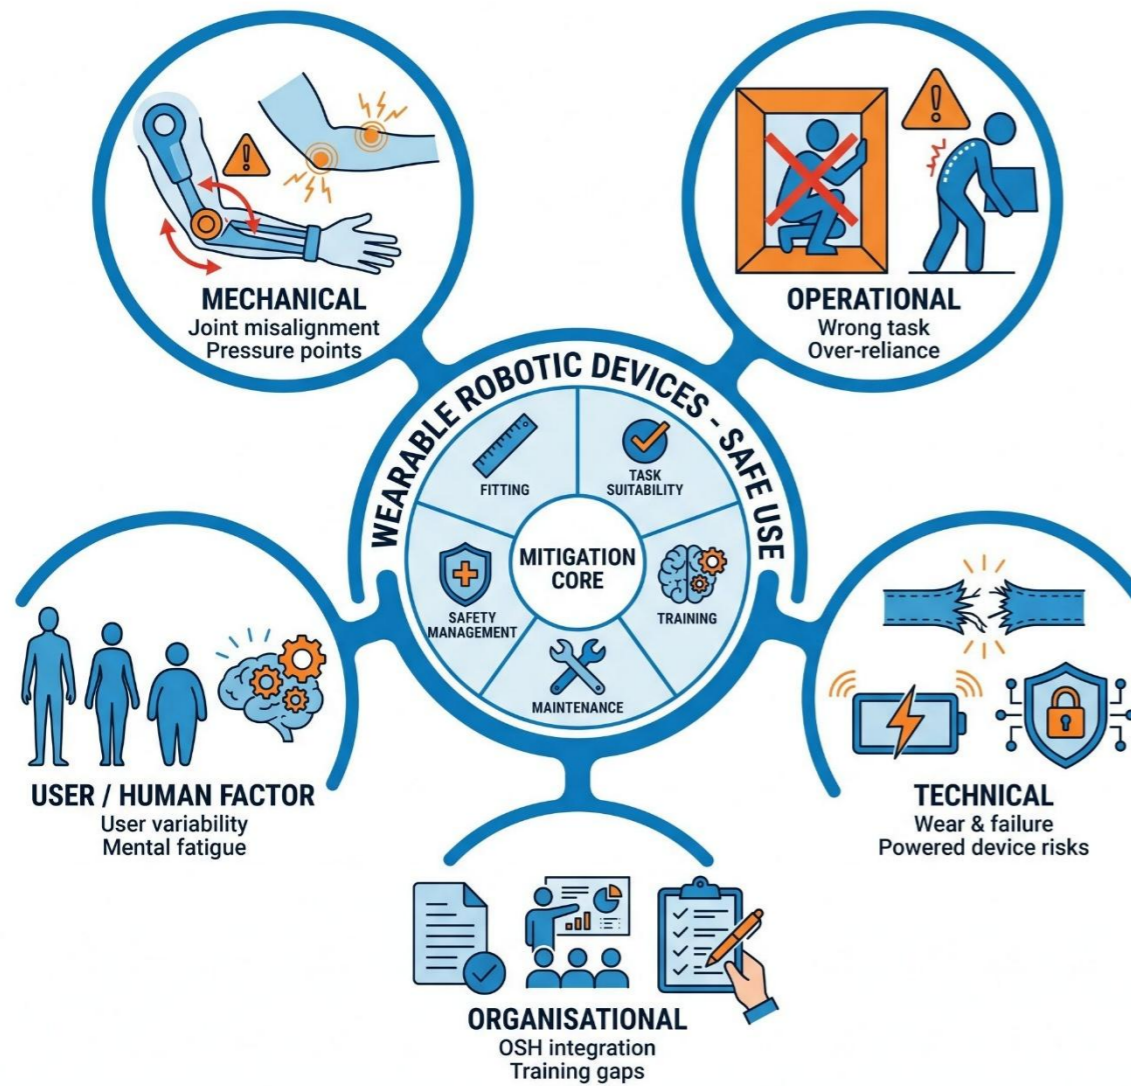 MECHANICAL
Joint misalignment
Pressure points
OPERATIONAL
Wrong task
Over-reliance
WEARABLE ROBOTIC DEVICES - SAFE USE
FITTING
TASK
SUITABILITY
SAFETY
MANAGEMENT
MITIGATION
CORE
TRAINING
MAINTENANCE
USER / HUMAN FACTOR
User variability
Mental fatigue
TECHNICAL
Wear & failure
Powered device risks
ORGANISATIONAL
OSH integration
Training gaps